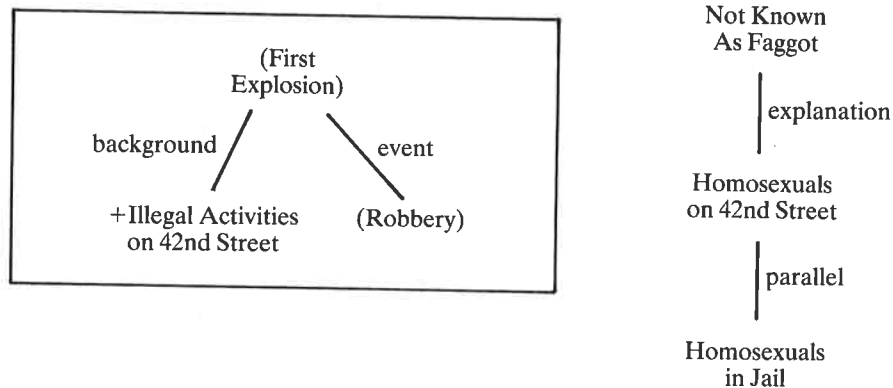 (First
Explosion)
background
event
+Illegal Activities
on 42nd Street
(Robbery)
Not Known
As Faggot
explanation
Homosexuals
on 42nd Street
parallel
Homosexuals
in Jail